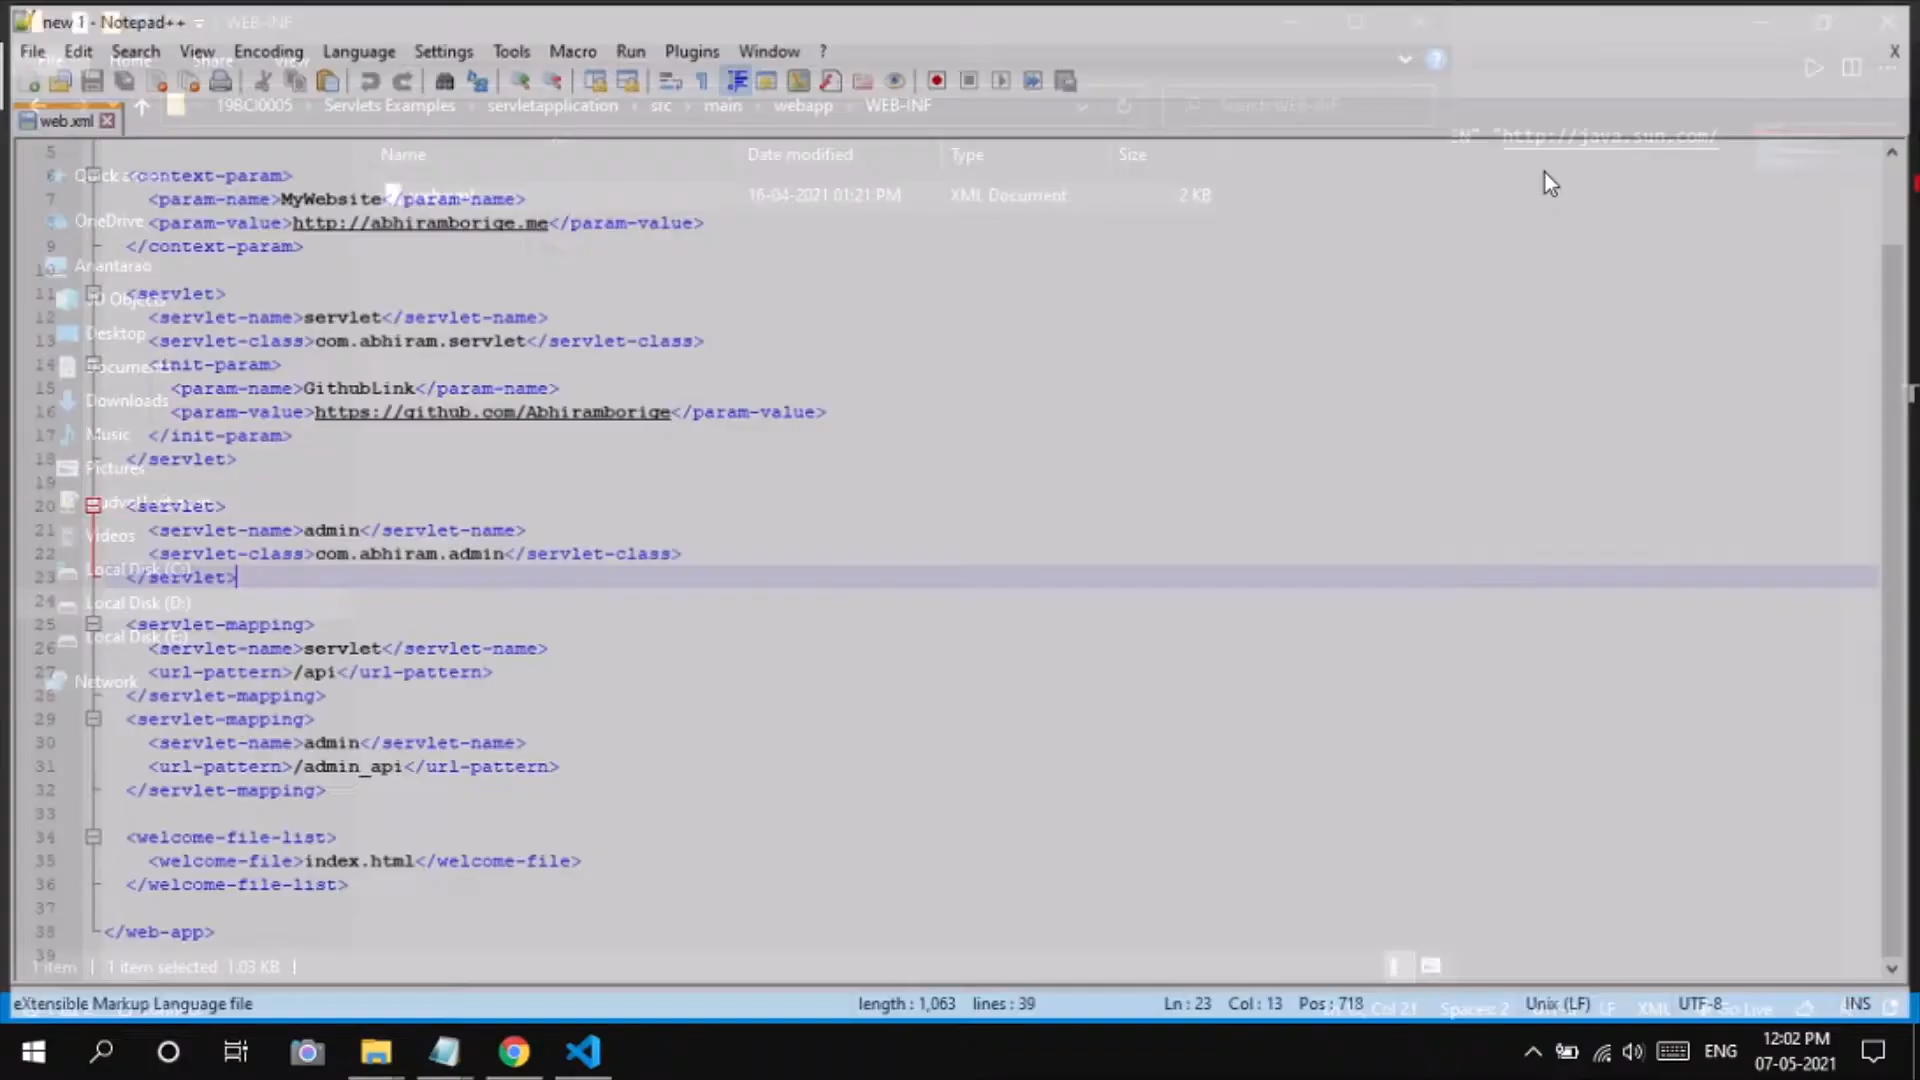 new 1 - Notepad++
WEB-INF
File Edit Search View Encoding Language Settings Tools Macro Run Plugins Window ?
X
File Home Share View
19BCI0005 Servlets Examples servletapplication src main webapp WEB-INF
Search WEB-INF
web.xml
"http://java.sun.com/
Name Date modified Type Size
16-04-2021 01:21 PM XML Document 2 KB
Quick
OneDrive
Anantarao
3D Objects
Desktop
Documents
Downloads
Music
Pictures
Videos
Local Disk (C:)
Local Disk (D:)
Local Disk (E:)
Network
5
6 <context-param>
7 <param-name>MyWebsite</param-name>
<param-value>http://abhiramborige.me</param-value>
9 </context-param>
10
11 <servlet>
12 <servlet-name>servlet</servlet-name>
13 <servlet-class>com.abhiram.servlet</servlet-class>
14 <init-param>
15 <param-name>GithubLink</param-name>
16 <param-value>https://github.com/Abhiramborige</param-value>
17 </init-param>
18 </servlet>
19
20 <servlet>
21 <servlet-name>admin</servlet-name>
22 <servlet-class>com.abhiram.admin</servlet-class>
23 </servlet>
24
25 <servlet-mapping>
26 <servlet-name>servlet</servlet-name>
27 <url-pattern>/api</url-pattern>
28 </servlet-mapping>
29 <servlet-mapping>
30 <servlet-name>admin</servlet-name>
31 <url-pattern>/admin_api</url-pattern>
32 </servlet-mapping>
33
34 <welcome-file-list>
35 <welcome-file>index.html</welcome-file>
36 </welcome-file-list>
37
38 </web-app>
39
1 item 1 item selected 1.03 KB
eXtensible Markup Language file length : 1,063 lines : 39 Ln : 23 Col : 13 Pos : 718 Unix (LF) UTF-8 INS
Col 21 Spaces: 2 LF XML Go Live
ENG
12:02 PM
07-05-2021